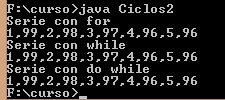 F:\curso>java Ciclos2
Serie con for
1,99,2,98,3,97,4,96,5,96
Serie con while
1,99,2,98,3,97,4,96,5,96
Serie con do while
1,99,2,98,3,97,4,96,5,96
F:\curso>